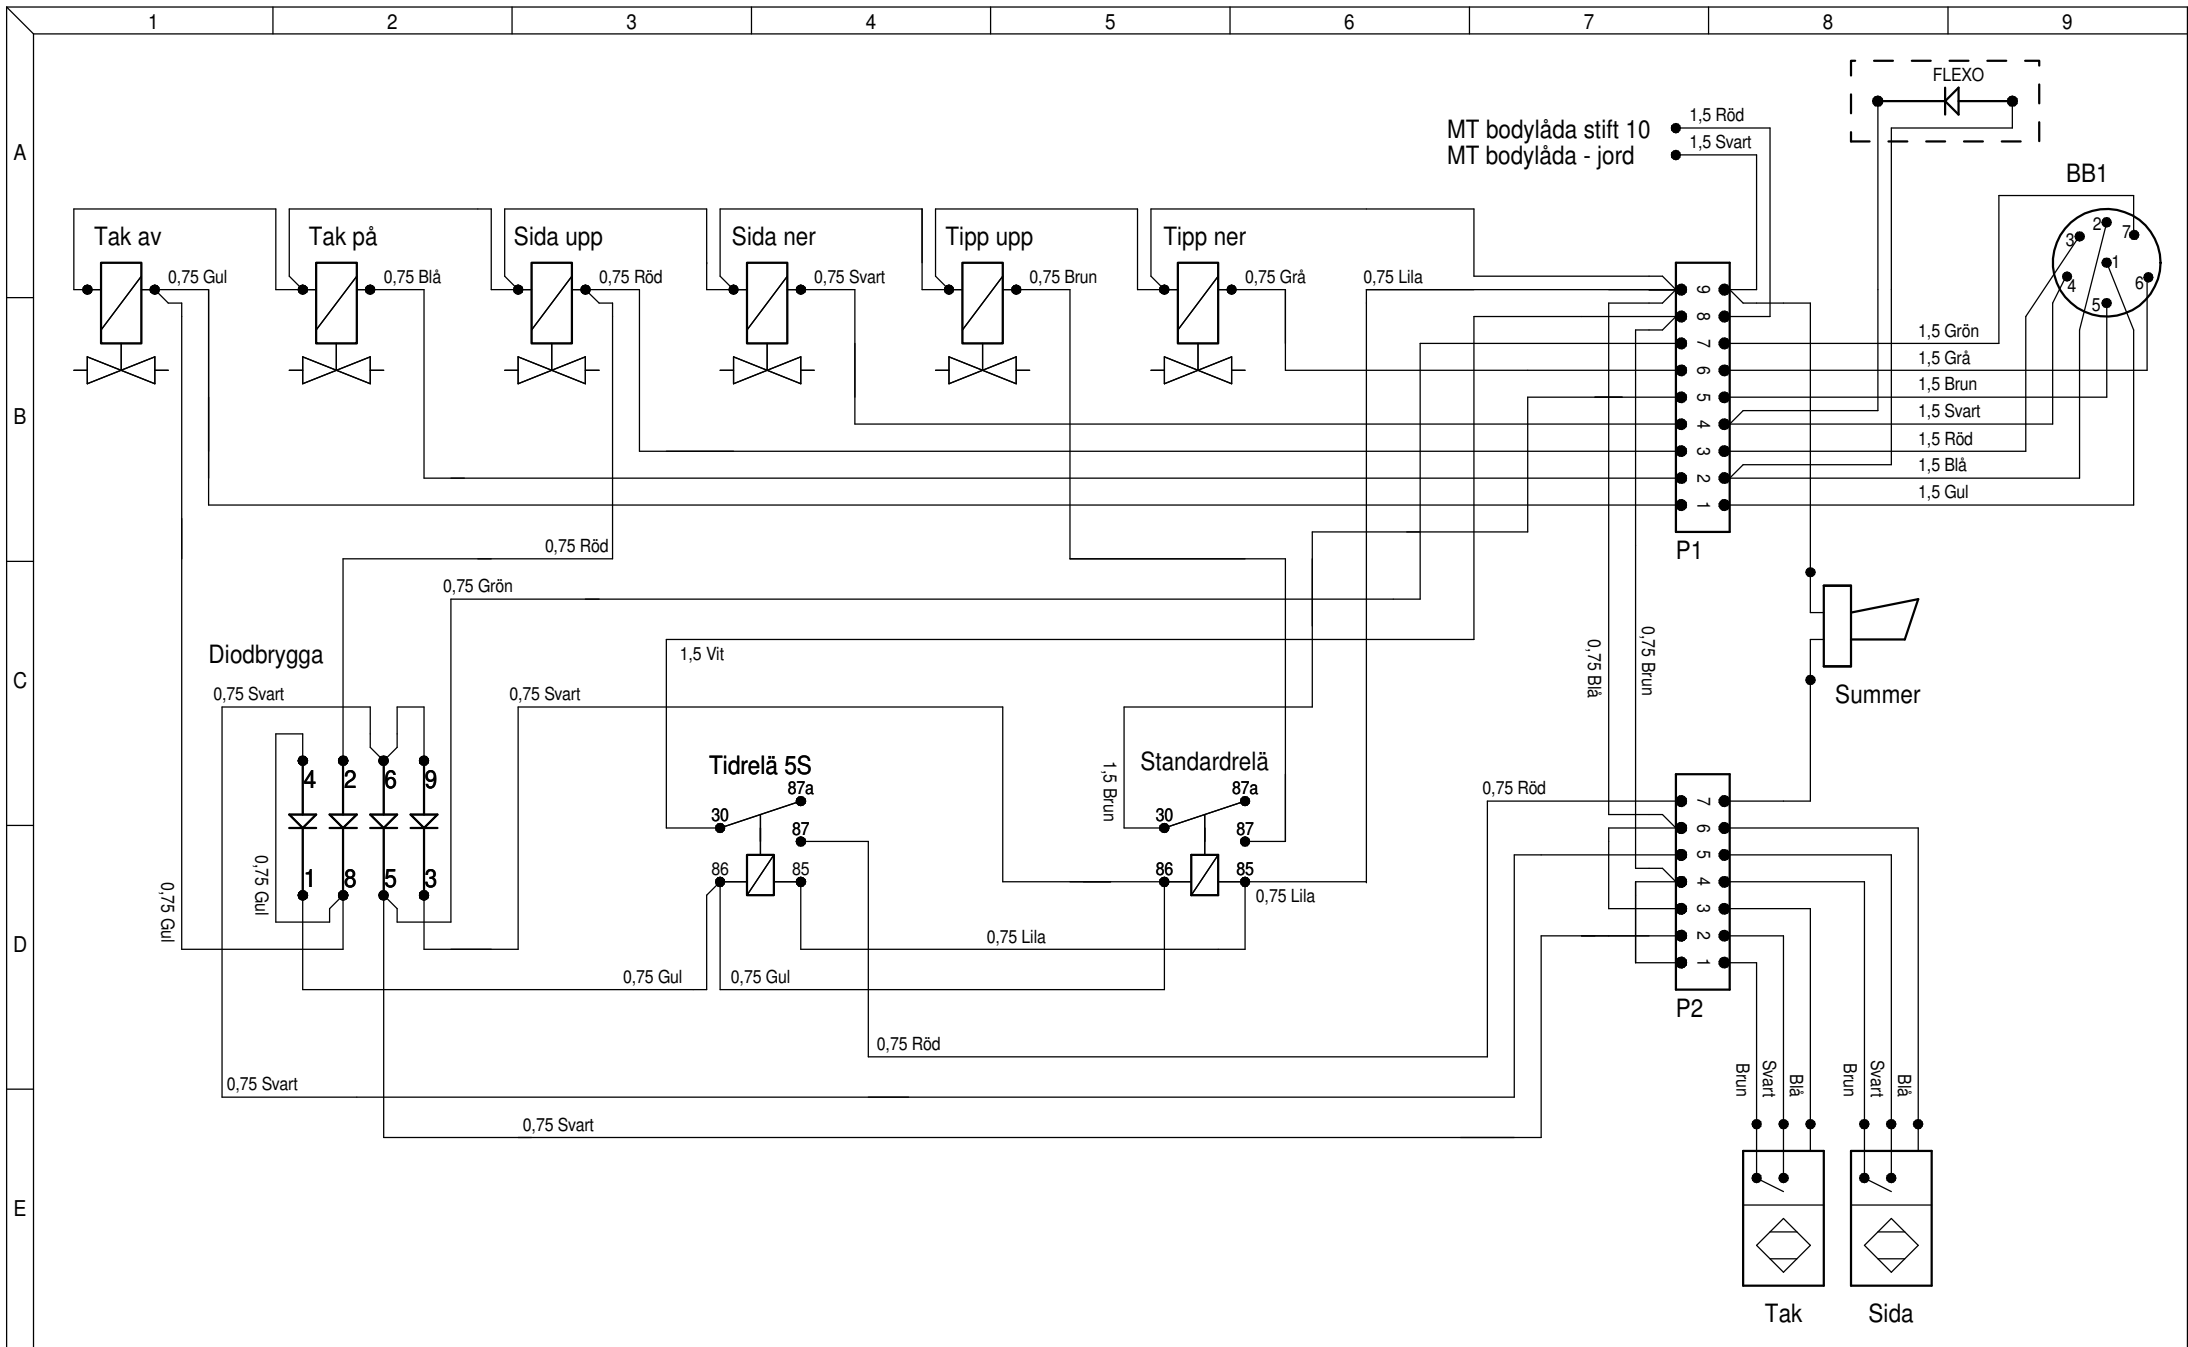 1 2 3 4 5 6 7 8 9
FLEXO
A
MT bodylåda stift 10 1,5 Röd
MT bodylåda - jord 1,5 Svart
BB1
Tak av Tak på Sida upp Sida ner Tipp upp Tipp ner
2 3 7 1 4 6 5
0,75 Gul 0,75 Blå 0,75 Röd 0,75 Svart 0,75 Brun 0,75 Grå 0,75 Lila
9
8
7 1,5 Grön
6 1,5 Grå
5 1,5 Brun
B
4 1,5 Svart
3 1,5 Röd
2 1,5 Blå
1 1,5 Gul
P1
0,75 Röd
0,75 Grön
Diodbrygga
1,5 Vit
0,75 Blå
0,75 Brun
C
Summer
0,75 Svart 0,75 Svart
Tidrelä 5S Standardrelä
4 2 6 9
87a 87a
1,5 Brun
0,75 Röd
30 30
87 87
86 85 86 85
1 8 5 3
0,75 Gul
0,75 Gul
0,75 Lila
7
6
5
4
3
2
1
D
0,75 Lila
0,75 Gul 0,75 Gul
P2
0,75 Röd
0,75 Svart
0,75 Svart
Brun Svart Blå Brun Svart Blå
E
Tak Sida